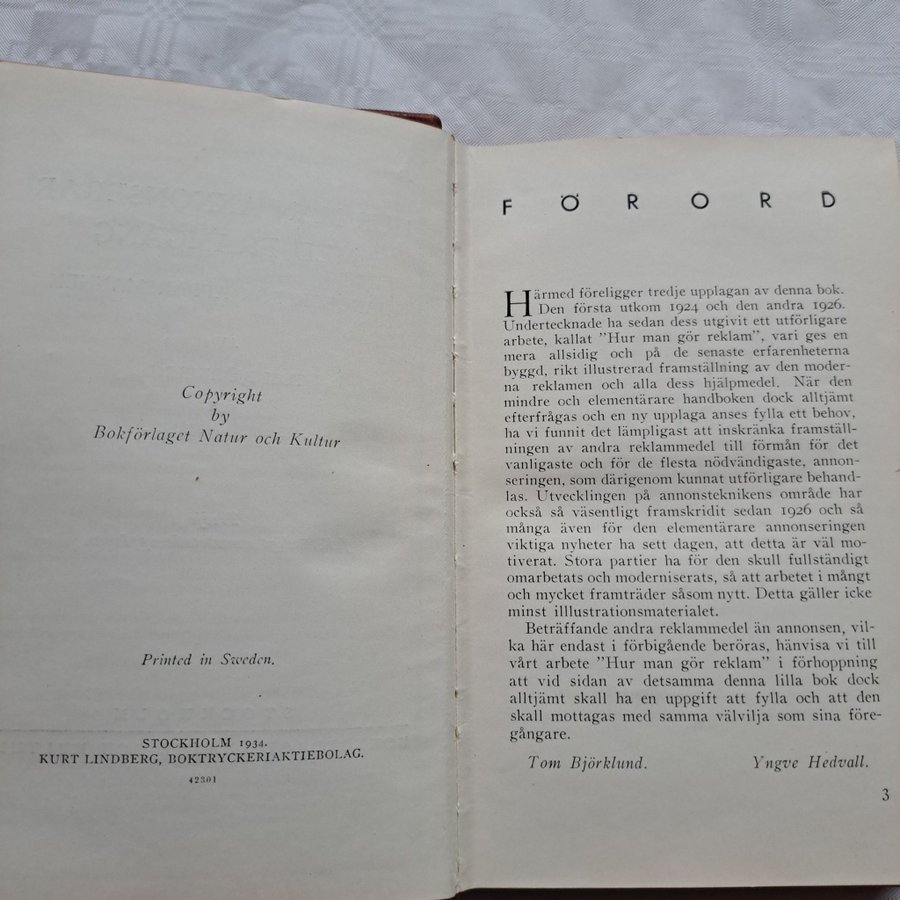 Copyright
by
Bokförlaget Natur och Kultur
Printed in Sweden.
STOCKHOLM 1934.
KURT LINDBERG, BOKTRYCKERIAKTIEBOLAG.
42301
FÖRORD
Härmed föreligger tredje upplagan av denna bok.
Den första utkom 1924 och den andra 1926.
Undertecknade ha sedan dess utgivit ett utförligare
arbete, kallat "Hur man gör reklam", vari ges en
mera allsidig och på de senaste erfarenheterna
byggd, rikt illustrerad framställning av den moder-
na reklamen och alla dess hjälpmedel. När den
mindre och elementärare handboken dock alltjämt
efterfrågas och en ny upplaga anses fylla ett behov,
ha vi funnit det lämpligast att inskränka framställ-
ningen av andra reklammedel till förmån för det
vanligaste och för de flesta nödvändigaste, annon-
seringen, som därigenom kunnat utförligare behand-
las. Utvecklingen på annonsteknikens område har
också så väsentligt framskridit sedan 1926 och så
många även för den elementärare annonseringen
viktiga nyheter ha sett dagen, att detta är väl mo-
tiverat. Stora partier ha för den skull fullständigt
omarbetats och moderniserats, så att arbetet i mångt
och mycket framträder såsom nytt. Detta gäller icke
minst illlustrationsmaterialet.
Beträffande andra reklammedel än annonsen, vil-
ka här endast i förbigående beröras, hänvisa vi till
vårt arbete "Hur man gör reklam" i förhoppning
att vid sidan av detsamma denna lilla bok dock
alltjämt skall ha en uppgift att fylla och att den
skall mottagas med samma välvilja som sina före-
gångare.
Tom Björklund. Yngve Hedvall.
3